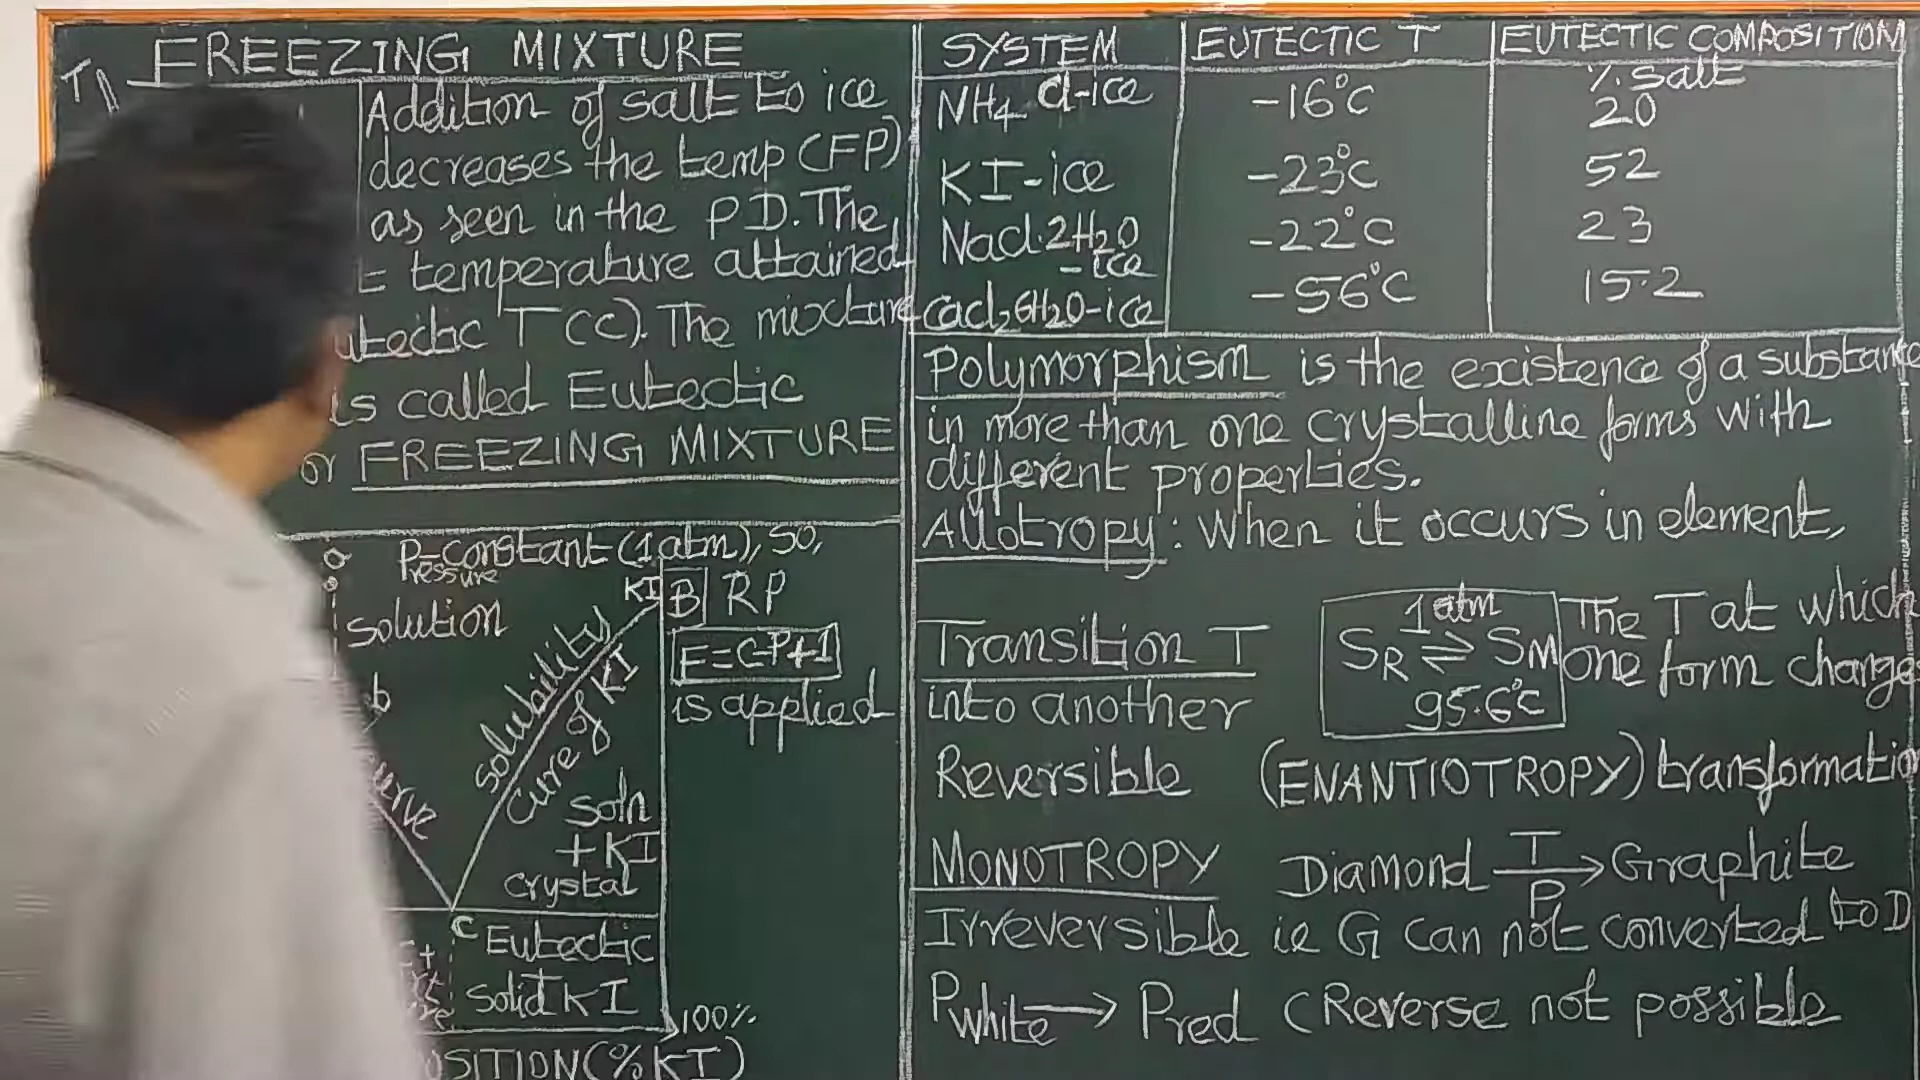 FREEZING MIXTURE
T
Addition of salt to ice
decreases the temp (FP)
as seen in the PD. The
temperature attained
T (C). The mixture
is called Eutectic
or FREEZING MIXTURE
P=constant (1 atm), SO,
Pressure
Solution
KI B RP
F=C-P+1
is applied
b
solubility
Cure of KI
Soln
+ KI
crystal
C
Eutectic
Solid KI
100%
(% KI)
SYSTEM EUTECTIC T EUTECTIC COMPOSITION
% salt
NH4 Cl-ice -16°C 20
KI-ice -23°C 52
NaCl.2H2O -22°C 23
-ice
CaCl2 6H2O-ice -56°C 15.2
Polymorphism is the existence of a substance
in more than one crystalline forms with
different properties.
Allotropy: When it occurs in element,
Transition T SR ⇌ SM The T at which
1 atm
95.6°C
one form change
into another
Reversible (ENANTIOTROPY) transformation
MONOTROPY Diamond T/P → Graphite
Irreversible ie G can not converted to D
Pwhite → Pred (Reverse not possible